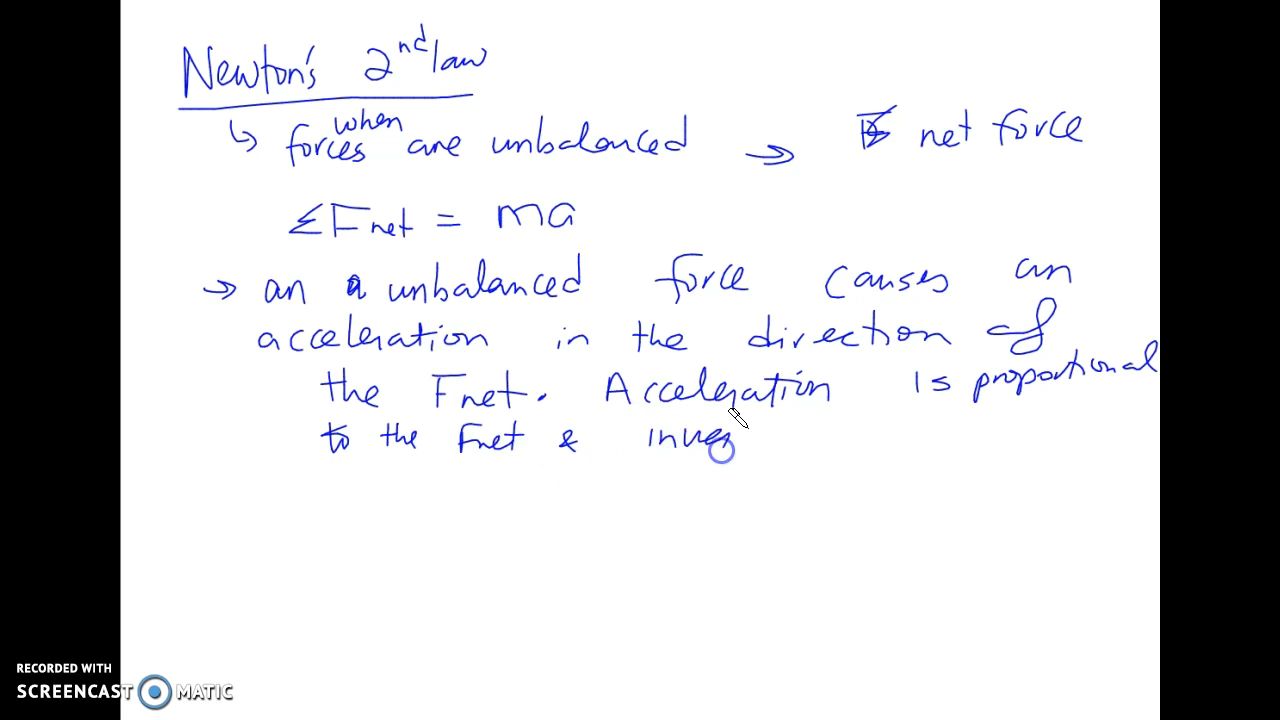 Newton's 2nd law
↳ forces when are unbalanced → net force
ΣFnet = ma
→ an unbalanced force causes an
acceleration in the direction of
the Fnet. Acceleration is proportional
to the Fnet & inver
RECORDED WITH
SCREENCAST MATIC